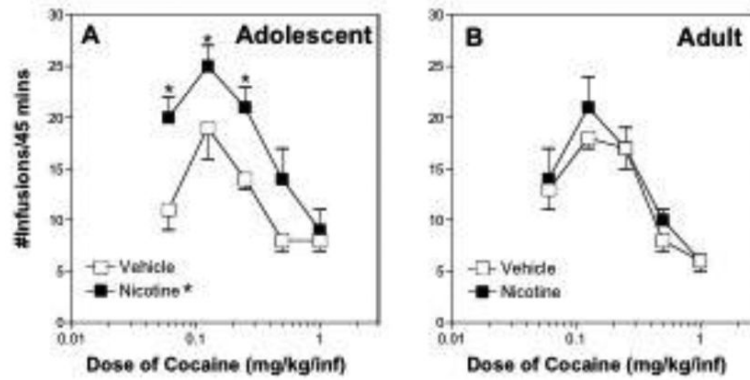 A Adolescent
B Adult
30
25
20
15
10
5
0
#Infusions/45 mins
*
*
*
Vehicle
Nicotine *
0.01 0.1 1
Dose of Cocaine (mg/kg/inf)
30
25
20
15
10
5
0
Vehicle
Nicotine
0.01 0.1 1
Dose of Cocaine (mg/kg/inf)